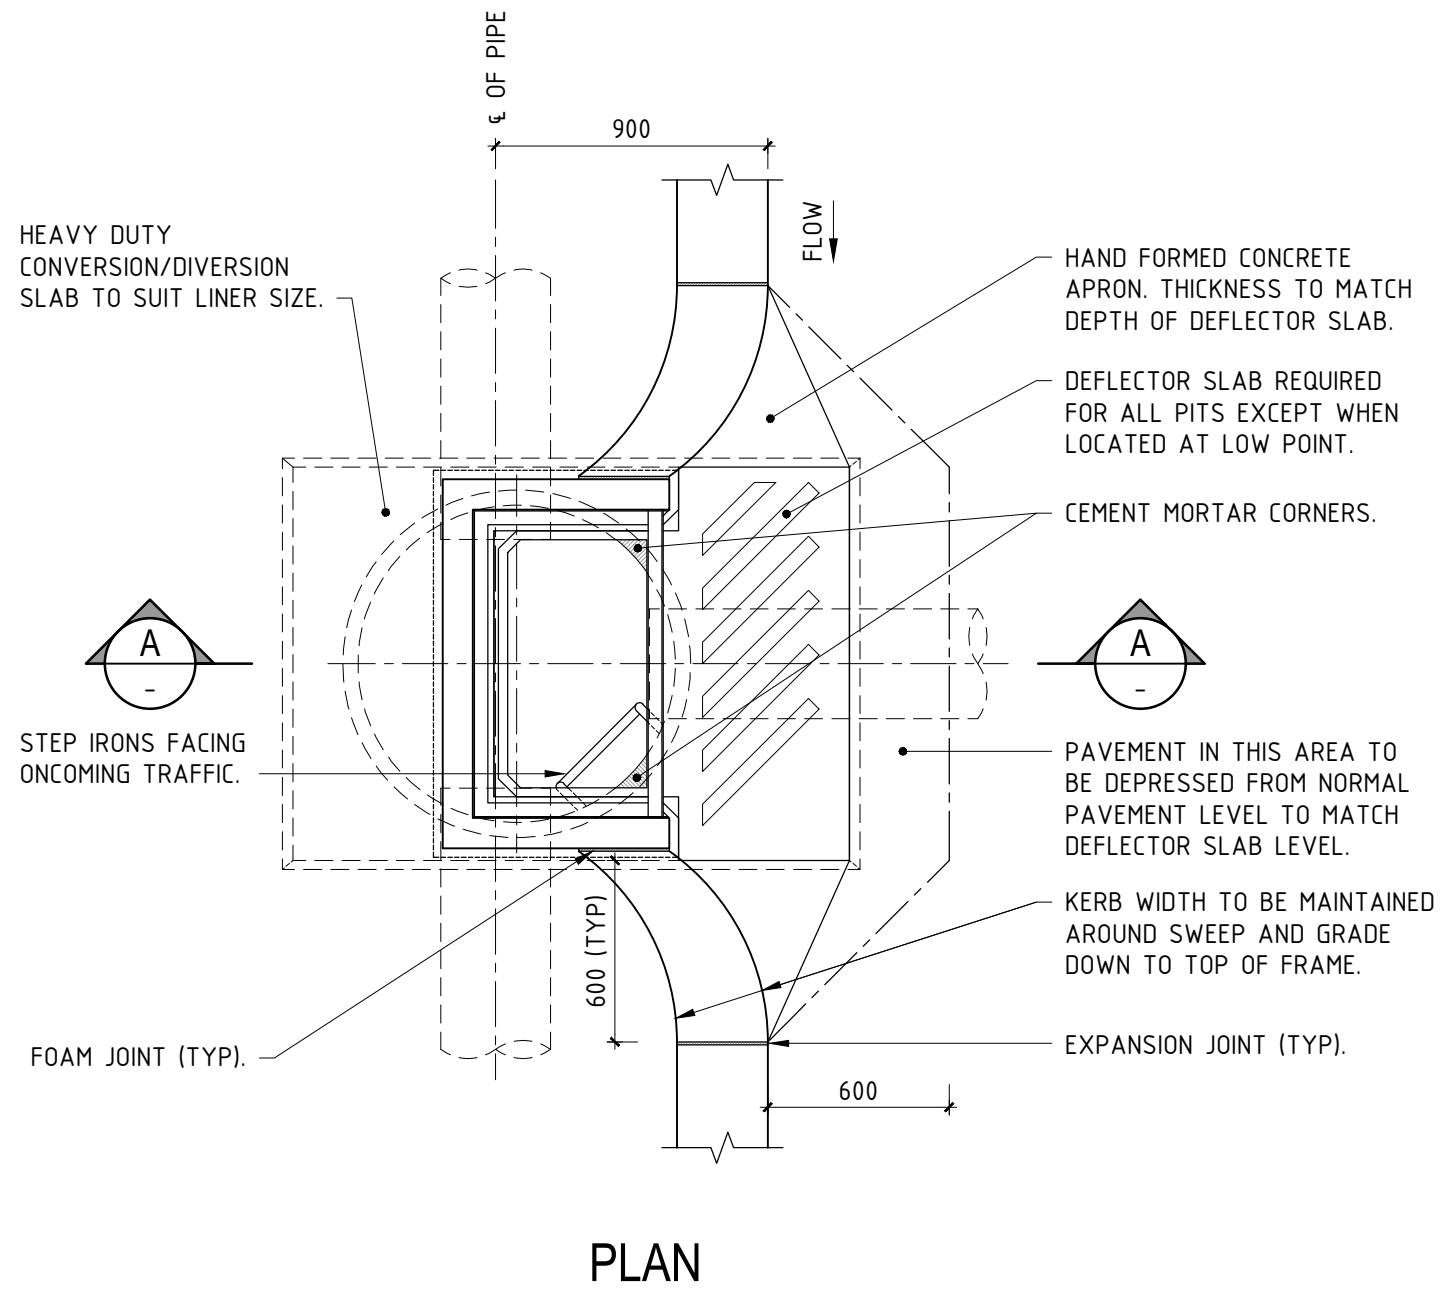 ℄ OF PIPE
900
FLOW
HEAVY DUTY
CONVERSION/DIVERSION
SLAB TO SUIT LINER SIZE.
HAND FORMED CONCRETE
APRON. THICKNESS TO MATCH
DEPTH OF DEFLECTOR SLAB.
DEFLECTOR SLAB REQUIRED
FOR ALL PITS EXCEPT WHEN
LOCATED AT LOW POINT.
CEMENT MORTAR CORNERS.
A
-
A
-
STEP IRONS FACING
ONCOMING TRAFFIC.
PAVEMENT IN THIS AREA TO
BE DEPRESSED FROM NORMAL
PAVEMENT LEVEL TO MATCH
DEFLECTOR SLAB LEVEL.
600 (TYP)
KERB WIDTH TO BE MAINTAINED
AROUND SWEEP AND GRADE
DOWN TO TOP OF FRAME.
FOAM JOINT (TYP).
EXPANSION JOINT (TYP).
600
PLAN